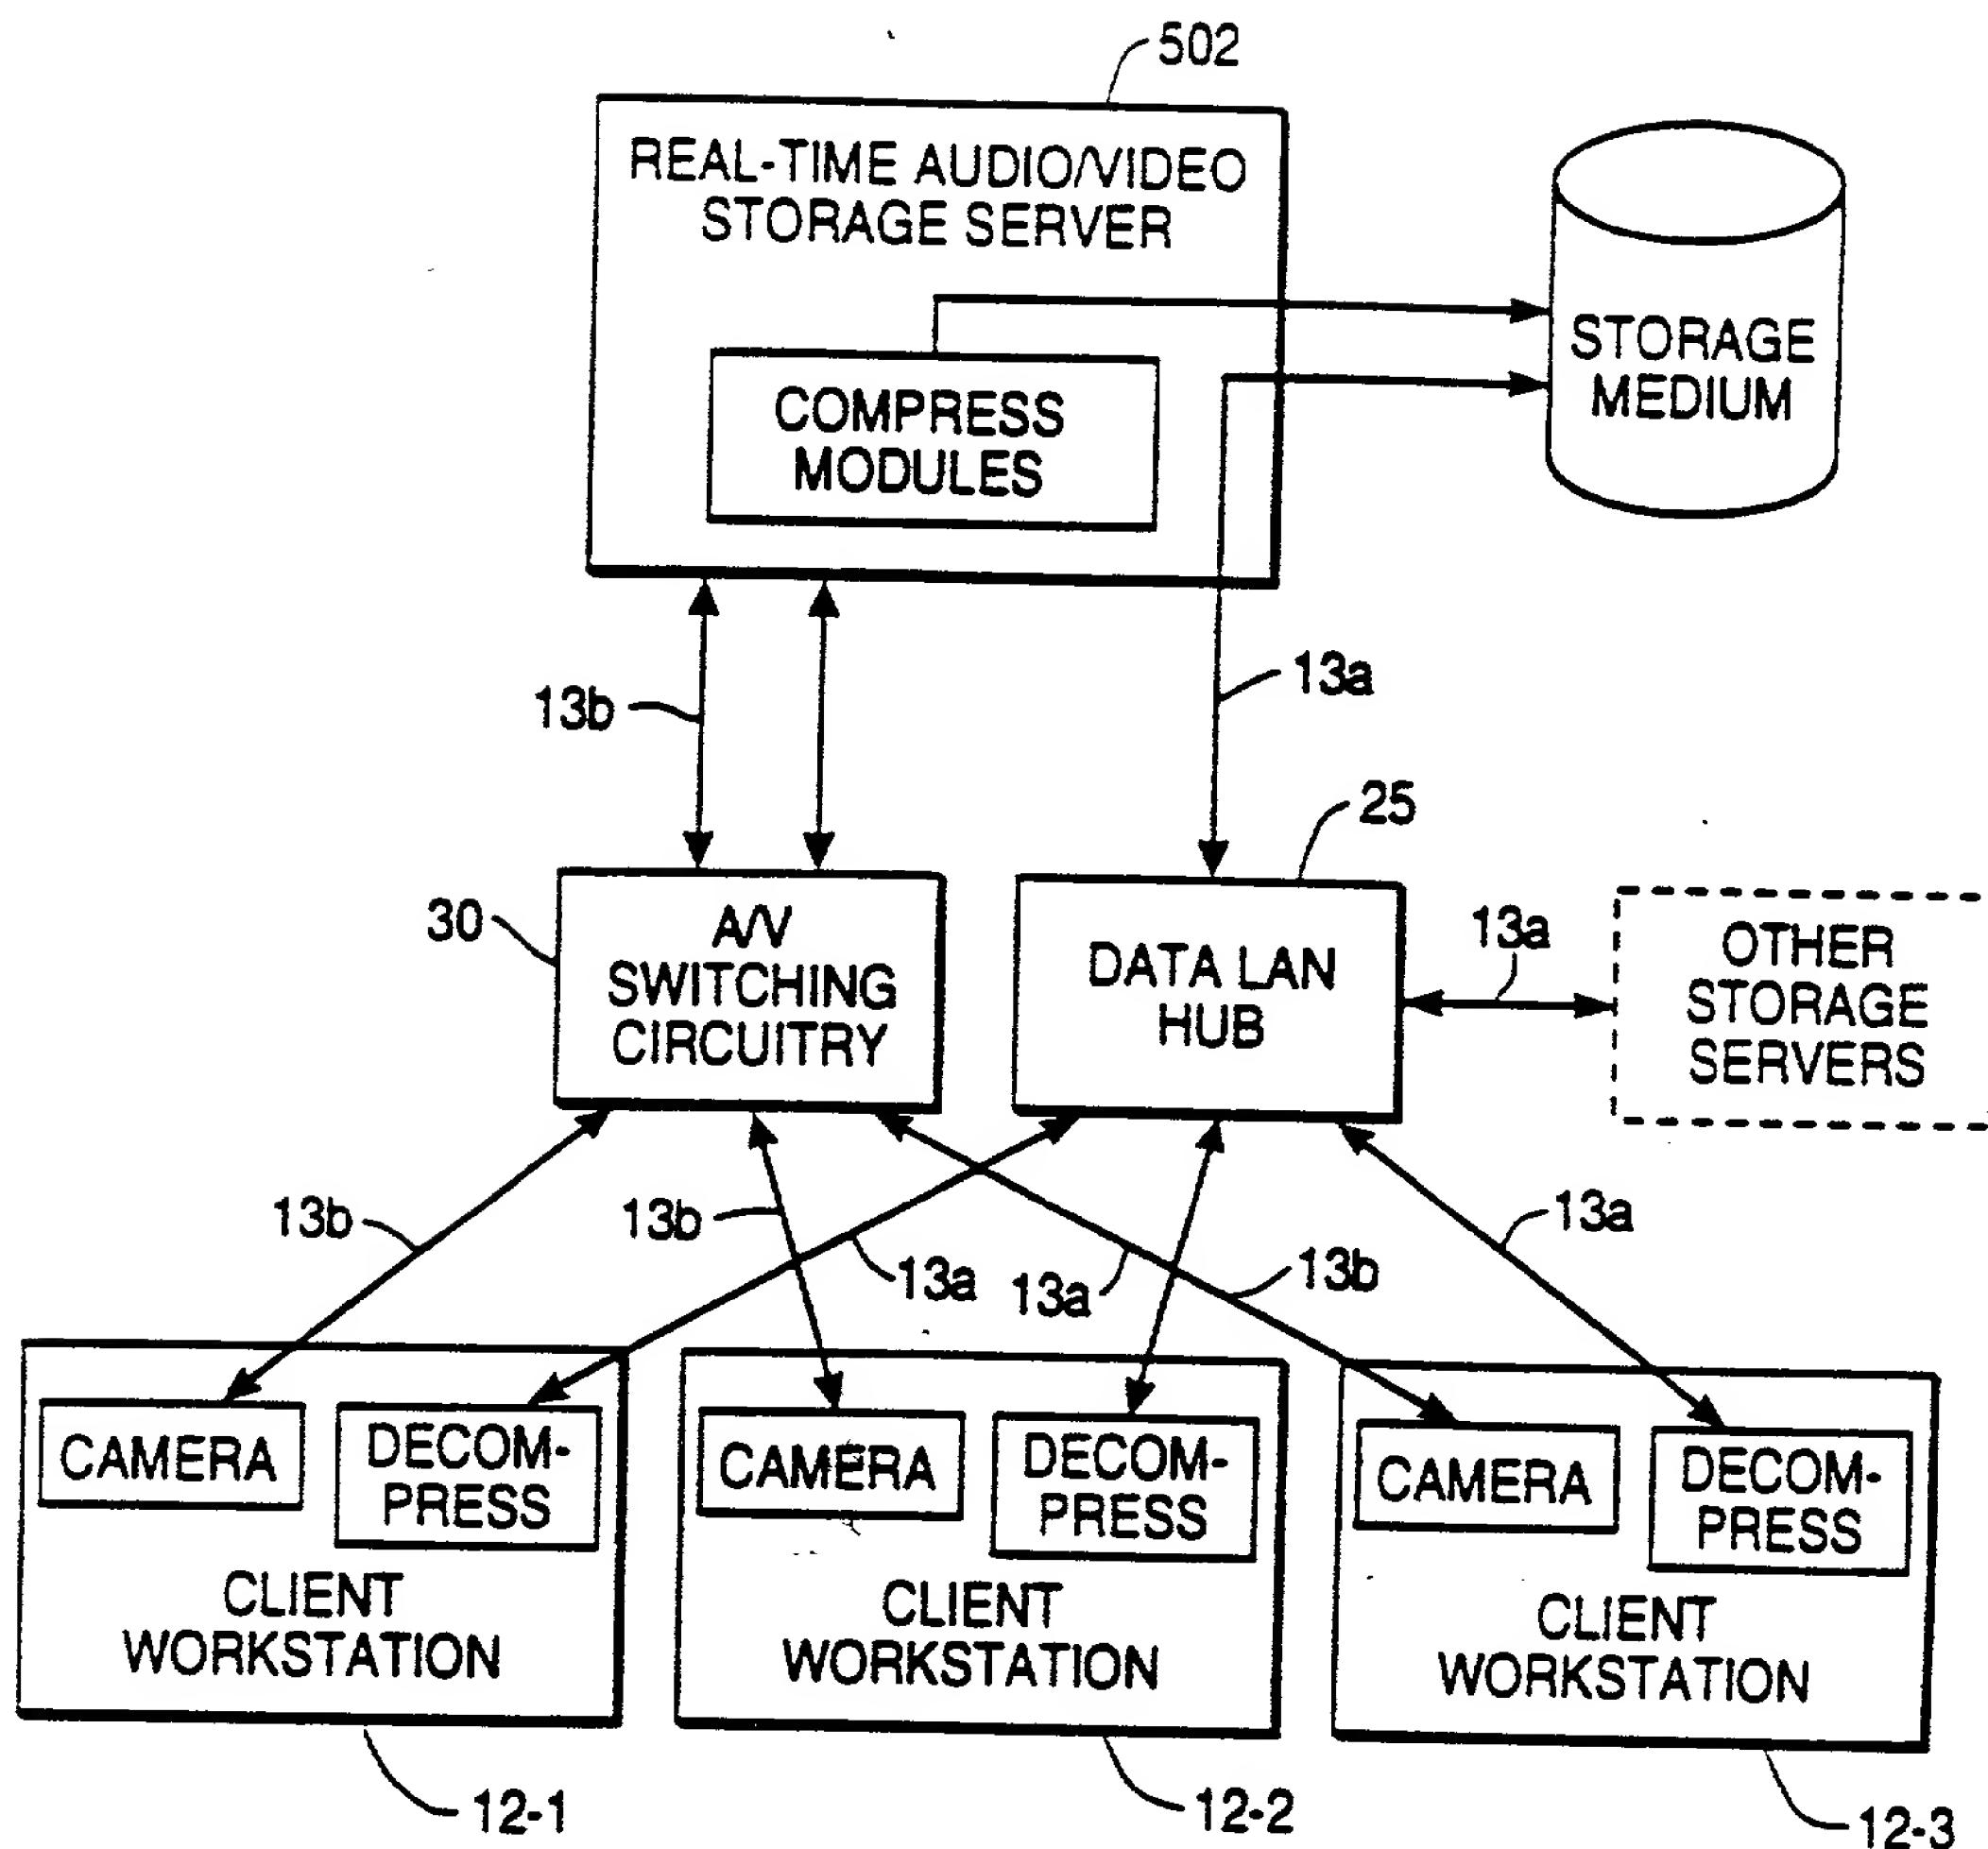 502
REAL-TIME AUDIO/VIDEO
STORAGE SERVER
COMPRESS
MODULES
STORAGE
MEDIUM
13b
13a
25
30
A/V
SWITCHING
CIRCUITRY
DATA LAN
HUB
13a
OTHER
STORAGE
SERVERS
13b
13b
13a
13a
13b
13a
CAMERA
DECOM-
PRESS
CLIENT
WORKSTATION
CAMERA
DECOM-
PRESS
CLIENT
WORKSTATION
CAMERA
DECOM-
PRESS
CLIENT
WORKSTATION
12-1
12-2
12-3